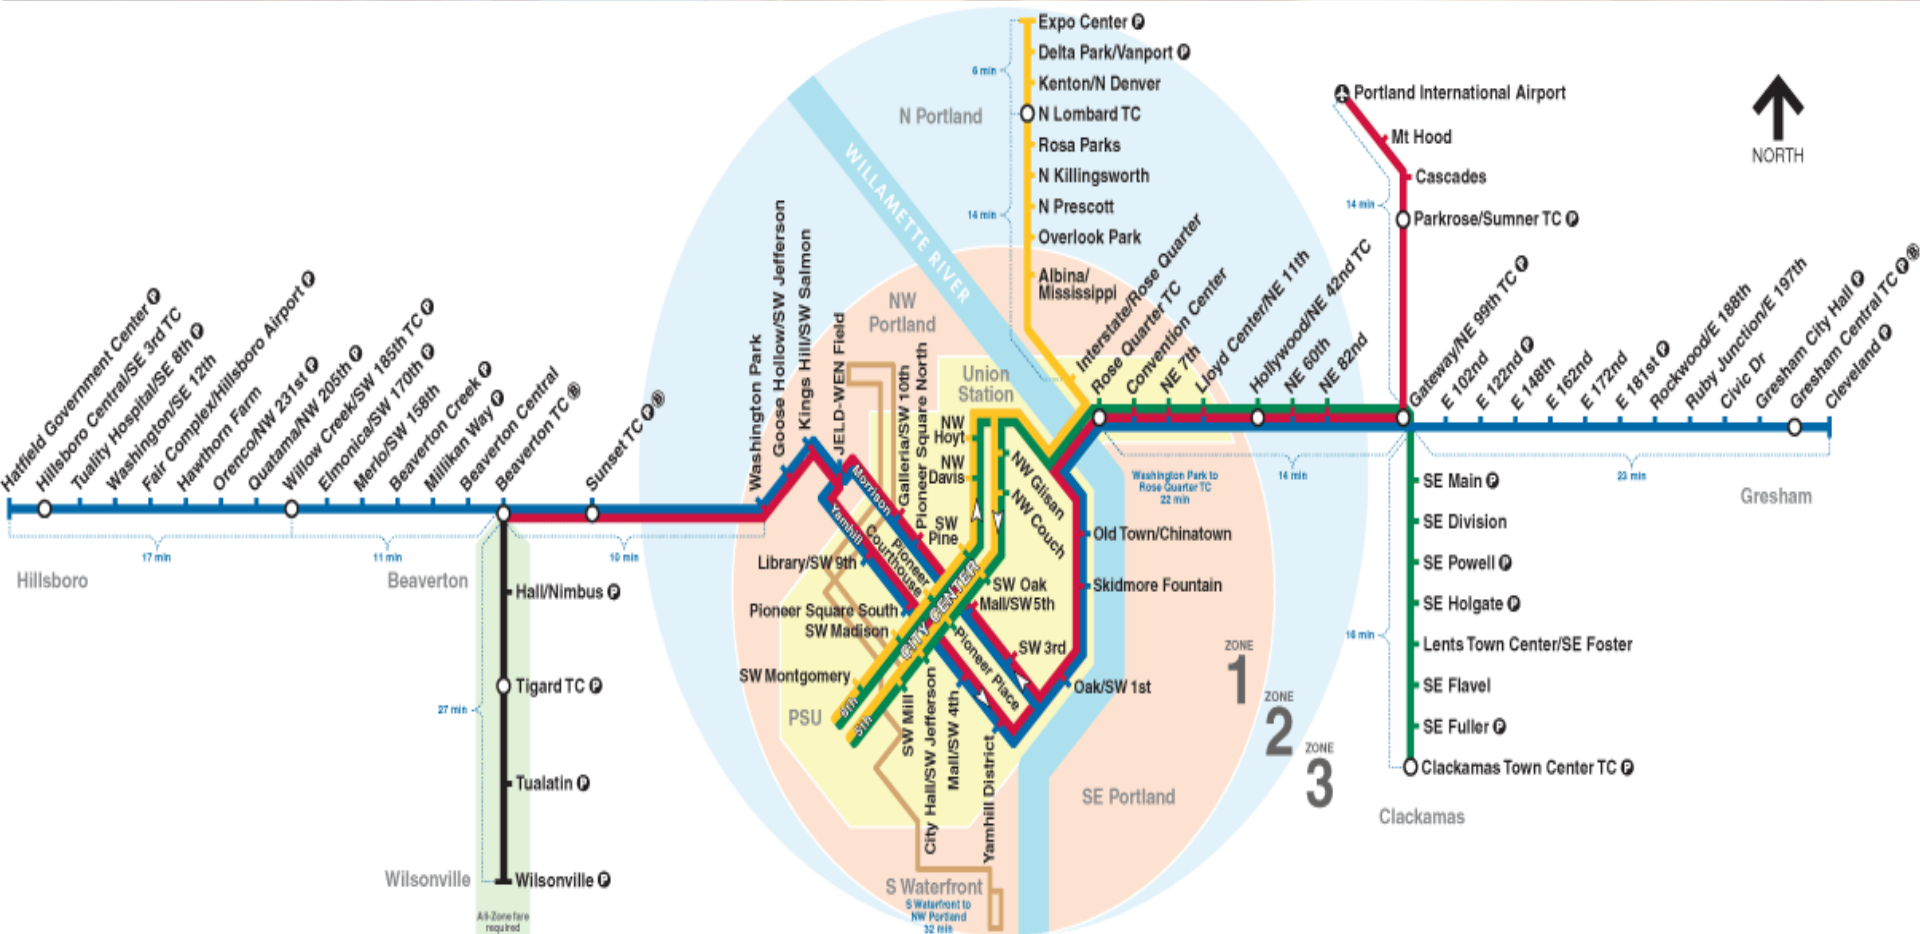 Expo Center P
Delta Park/Vanport P
Kenton/N Denver
N Lombard TC
Rosa Parks
N Killingsworth
N Prescott
Overlook Park
Albina/
Mississippi
6 min
14 min
N Portland
WILLAMETTE RIVER
Portland International Airport
Mt Hood
Cascades
Parkrose/Sumner TC P
14 min
NORTH
Hatfield Government Center P
Hillsboro Central/SE 3rd TC
Tuality Hospital/SE 8th P
Washington/SE 12th
Fair Complex/Hillsboro Airport P
Hawthorn Farm
Orenco/NW 231st P
Quatama/NW 205th P
Willow Creek/SW 185th TC P
Elmonica/SW 170th P
Merlo/SW 158th
Beaverton Creek P
Millikan Way P
Beaverton Central
Beaverton TC B
Sunset TC P B
Washington Park
Goose Hollow/SW Jefferson
Kings Hill/SW Salmon
JELD-WEN Field
Galleria/SW 10th
Pioneer Square North
NW
Portland
Union
Station
NW
Hoyt
NW
Davis
SW
Pine
NW Glisan
NW Couch
Morrison
Yamhill
Pioneer
Courthouse
Library/SW 9th
Pioneer Square South
SW Madison
SW Montgomery
CITY CENTER
SW Oak
Mall/SW 5th
SW 3rd
Pioneer Place
Oak/SW 1st
Old Town/Chinatown
Skidmore Fountain
PSU
6th
5th
SW Mill
City Hall/SW Jefferson
Mall/SW 4th
Yamhill District
S Waterfront
S Waterfront to
NW Portland
32 min
SE Portland
Interstate/Rose Quarter
Rose Quarter TC
Convention Center
NE 7th
Lloyd Center/NE 11th
Hollywood/NE 42nd TC
NE 60th
NE 82nd
Gateway/NE 99th TC P
E 102nd
E 122nd P
E 148th
E 162nd
E 172nd
E 181st P
Rockwood/E 188th
Ruby Junction/E 197th
Civic Dr
Gresham City Hall P
Gresham Central TC P B
Cleveland P
Washington Park to
Rose Quarter TC
22 min
14 min
23 min
Gresham
17 min
11 min
10 min
Hillsboro
Beaverton
Hall/Nimbus P
Tigard TC P
27 min
Tualatin P
Wilsonville
Wilsonville P
All-Zone fare
required
SE Main P
SE Division
SE Powell P
SE Holgate P
Lents Town Center/SE Foster
SE Flavel
SE Fuller P
Clackamas Town Center TC P
16 min
Clackamas
ZONE
1
ZONE
2
ZONE
3